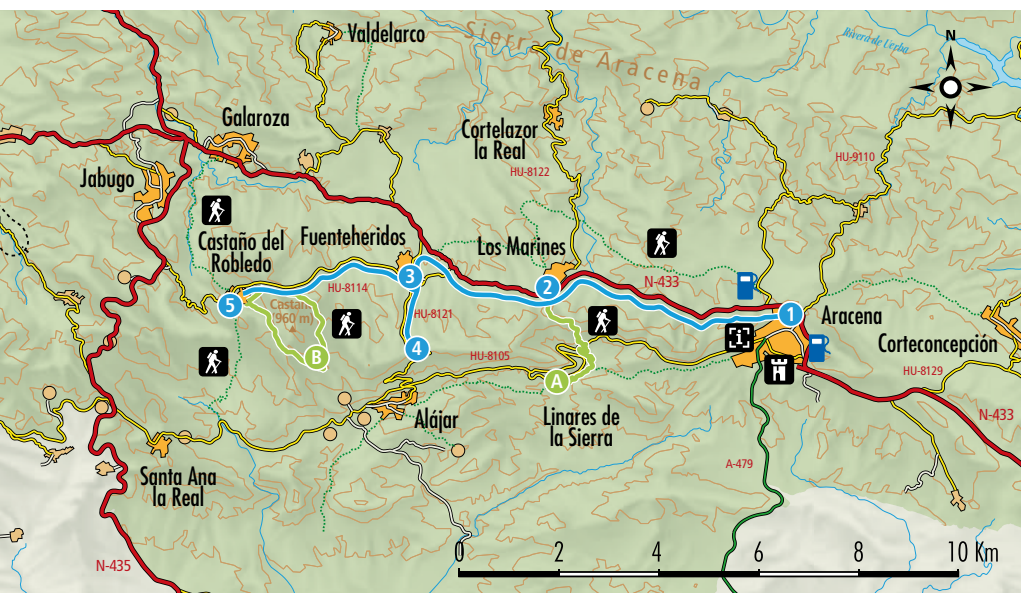 Valdelarco
Sierra de Aracena
Rivera de Huelva
N
Galaroza
Cortelazor
la Real
HU-8122
HU-9110
Jabugo
Castaño del
Robledo
Fuenteheridos
Los Marines
N-433
3
2
HU-8114
5
Castaño
(960 m)
HU-8121
1
Aracena
i
4
B
HU-8105
A
Corteconcepción
HU-8129
Alájar
Linares de
la Sierra
N-433
Santa Ana
la Real
A-479
N-435
0 2 4 6 8 10 Km